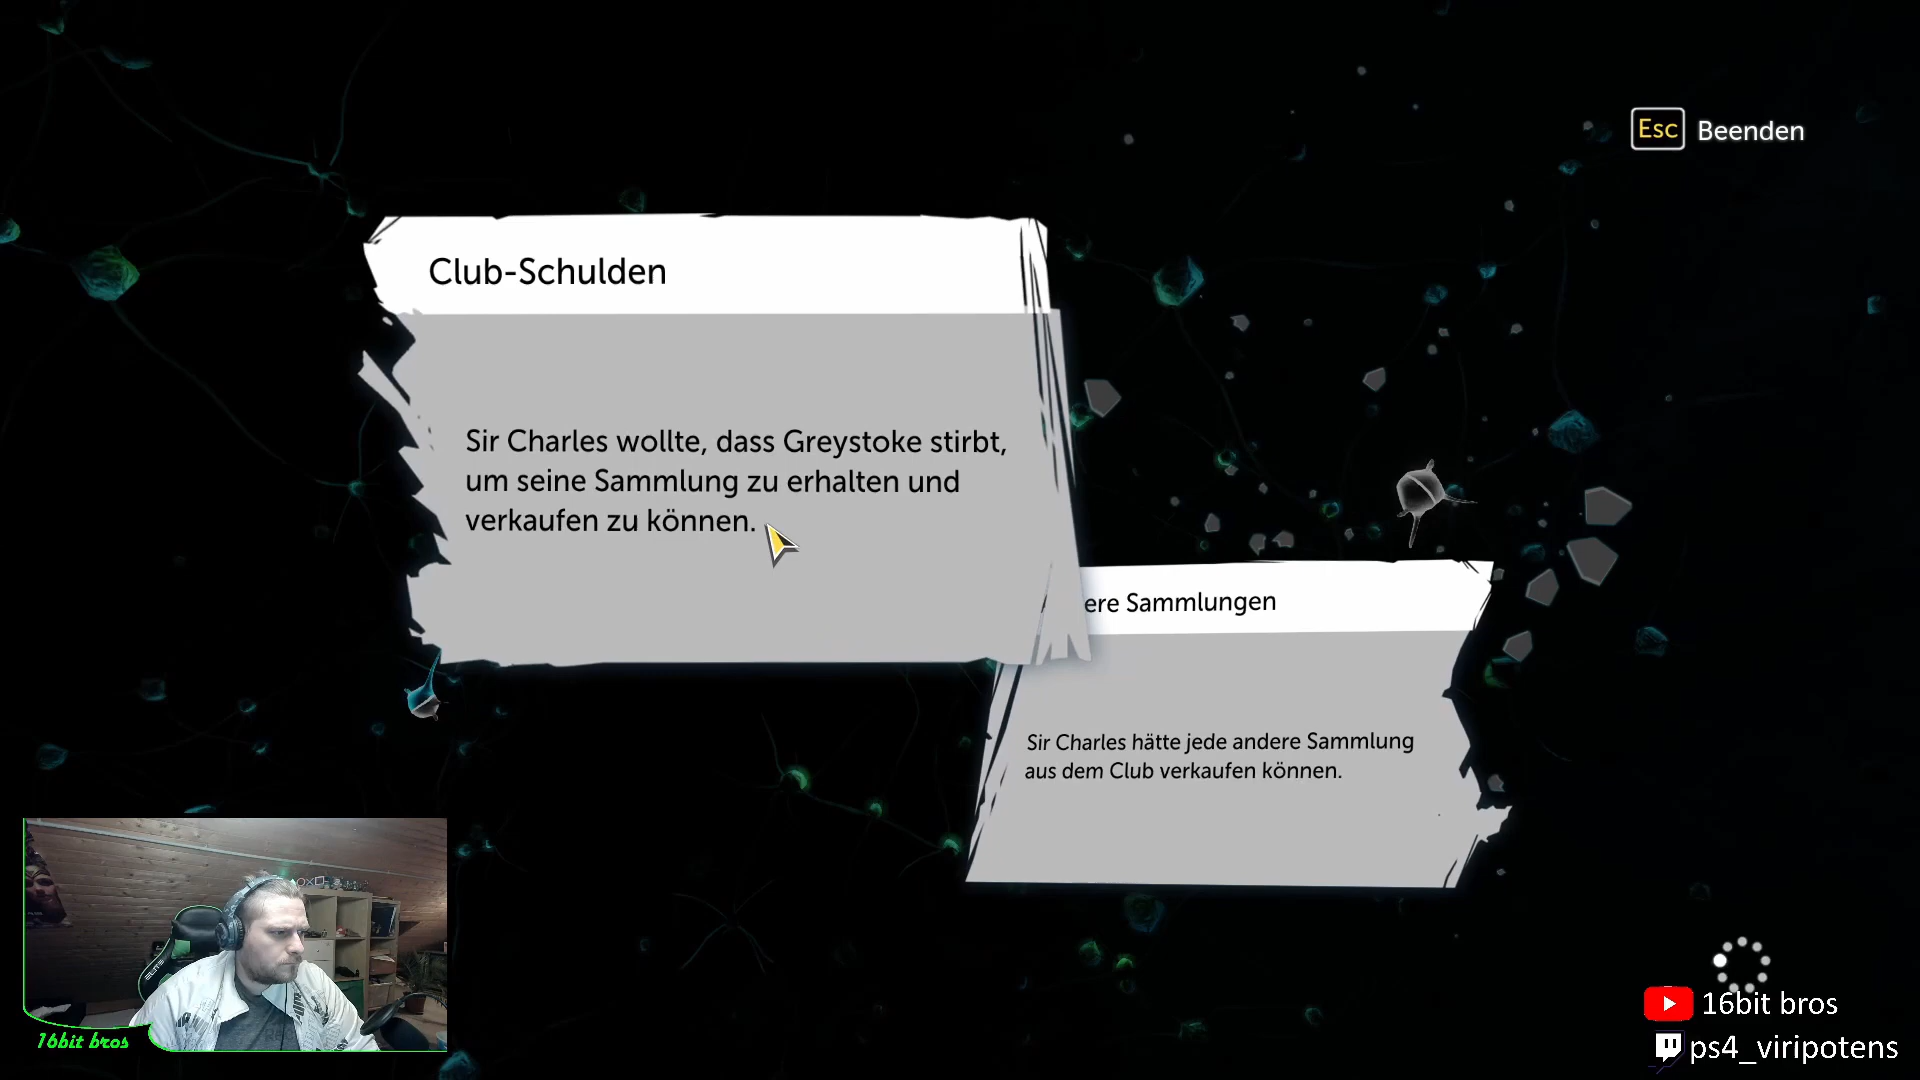 Esc Beenden
Club-Schulden
Sir Charles wollte, dass Greystoke stirbt,
um seine Sammlung zu erhalten und
verkaufen zu können.
ere Sammlungen
Sir Charles hätte jede andere Sammlung
aus dem Club verkaufen können.
16bit bros
16bit bros
ps4_viripotens